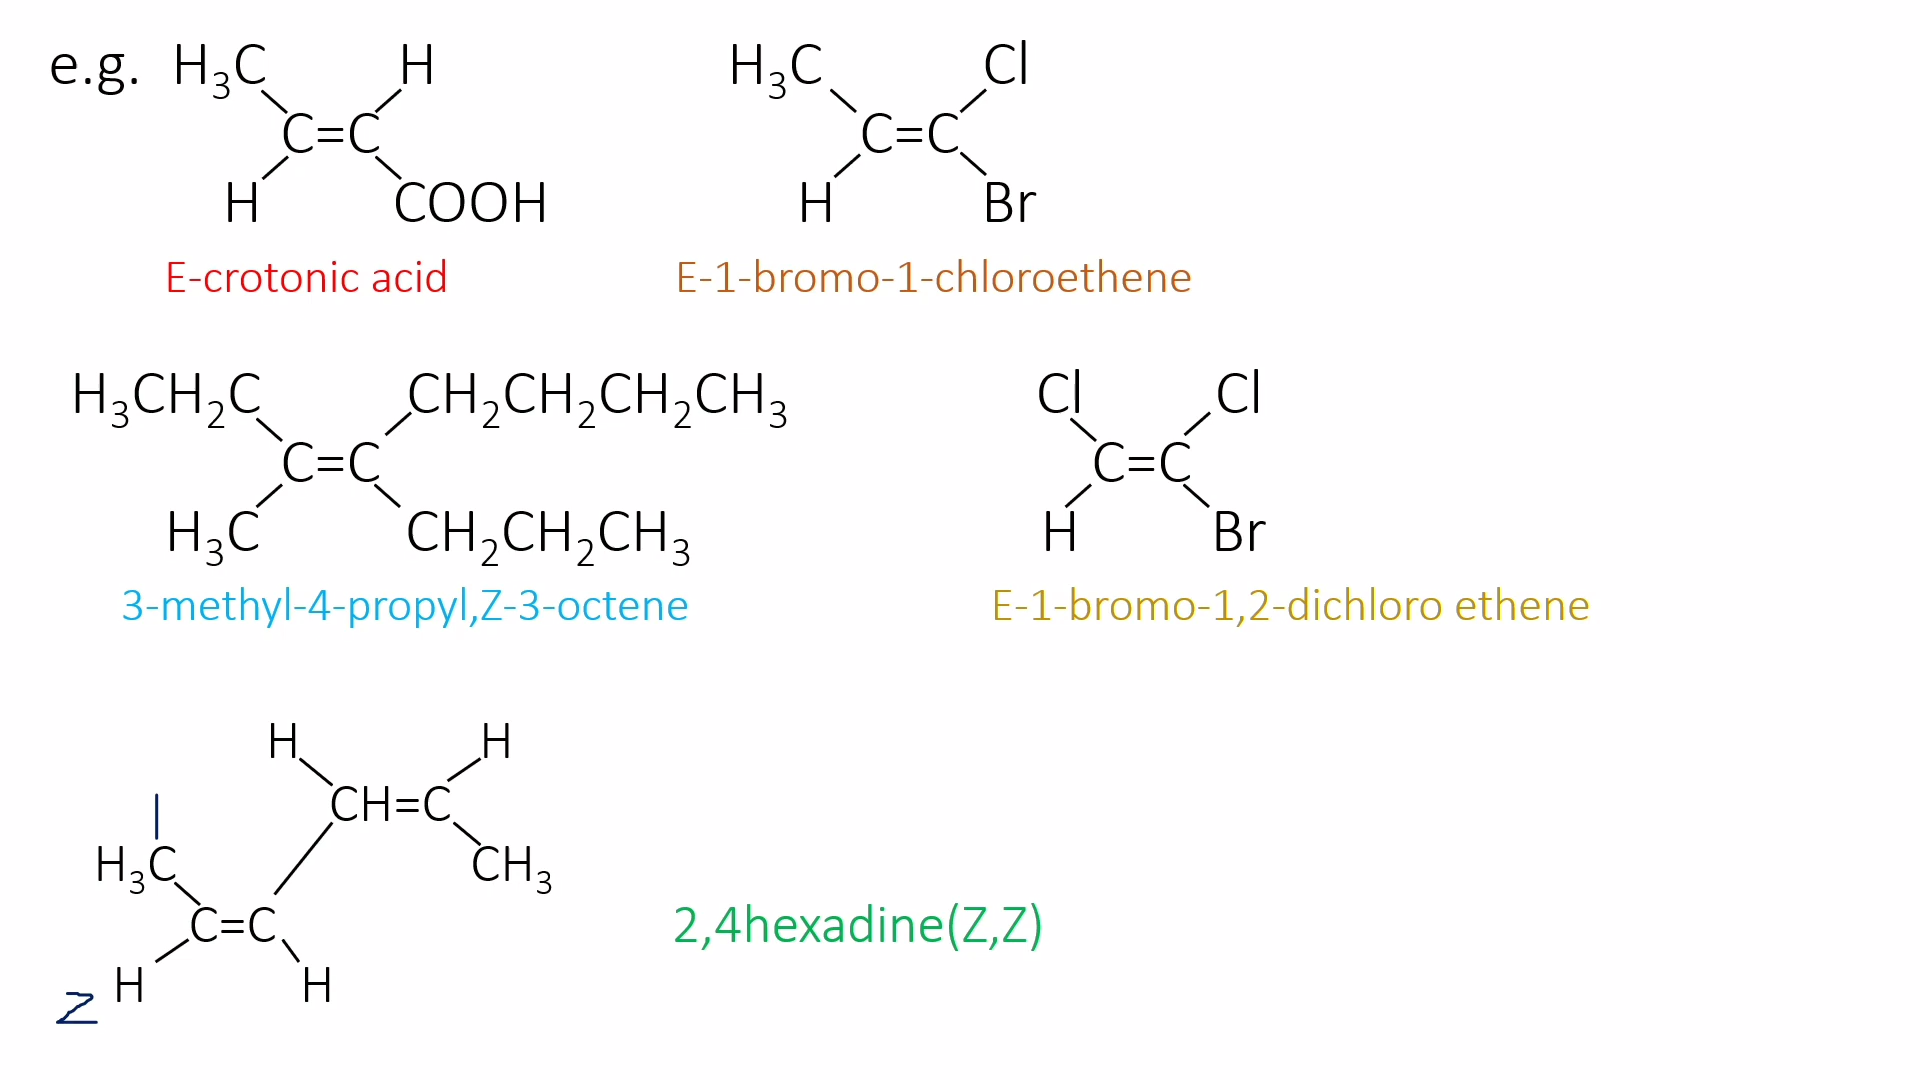 e.g. H₃C H H₃C Cl
C=C C=C
H COOH H Br
E-crotonic acid E-1-bromo-1-chloroethene
H₃CH₂C CH₂CH₂CH₂CH₃ Cl Cl
C=C C=C
H₃C CH₂CH₂CH₃ H Br
3-methyl-4-propyl,Z-3-octene E-1-bromo-1,2-dichloro ethene
H H
CH=C
1
H₃C CH₃
C=C 2,4hexadine(Z,Z)
H H
Z